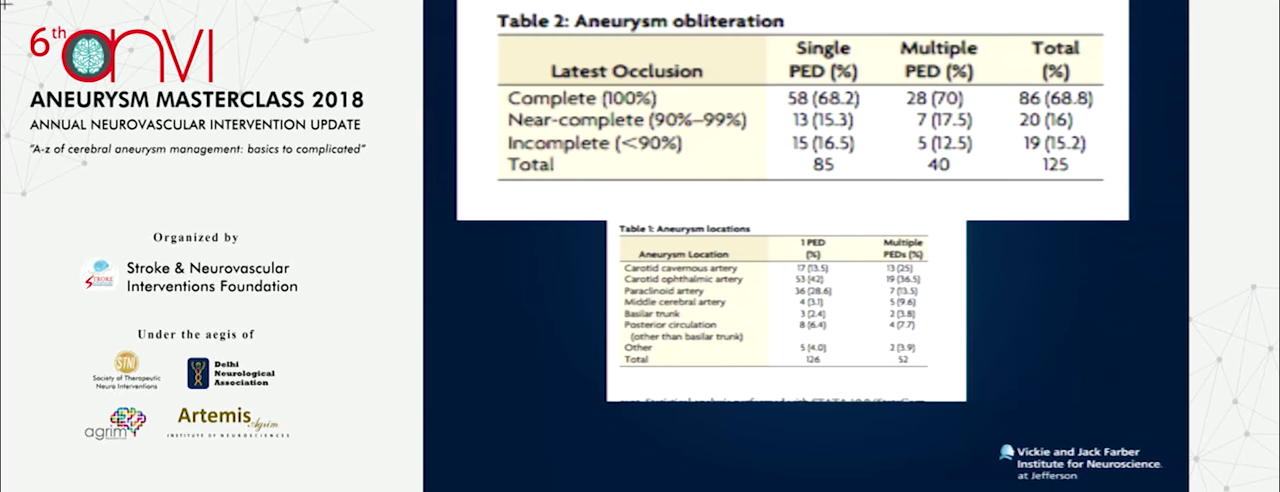 6th anvi
ANEURYSM MASTERCLASS 2018
ANNUAL NEUROVASCULAR INTERVENTION UPDATE
"A-z of cerebral aneurysm management: basics to complicated"
Organized by
STROKE
Stroke & Neurovascular
Interventions Foundation
Under the aegis of
STNI
Society of Therapeutic
Neuro Interventions
Delhi
Neurological
Association
agrim
Artemis Agrim
INSTITUTE OF NEUROSCIENCES
Table 2: Aneurysm obliteration
Latest Occlusion Single PED (%) Multiple PED (%) Total (%)
Complete (100%) 58 (68.2) 28 (70) 86 (68.8)
Near-complete (90%–99%) 13 (15.3) 7 (17.5) 20 (16)
Incomplete (<90%) 15 (16.5) 5 (12.5) 19 (15.2)
Total 85 40 125
Table 1: Aneurysm locations
Aneurysm Location 1 PED (%) Multiple PEDs (%)
Carotid cavernous artery 17 (13.5) 13 (25)
Carotid ophthalmic artery 53 (42) 19 (36.5)
Paraclinoid artery 36 (28.6) 7 (13.5)
Middle cerebral artery 4 (3.1) 5 (9.6)
Basilar trunk 3 (2.4) 2 (3.8)
Posterior circulation 8 (6.4) 4 (7.7)
(other than basilar trunk)
Other 5 (4.0) 2 (3.9)
Total 126 52
Vickie and Jack Farber
Institute for Neuroscience.
at Jefferson